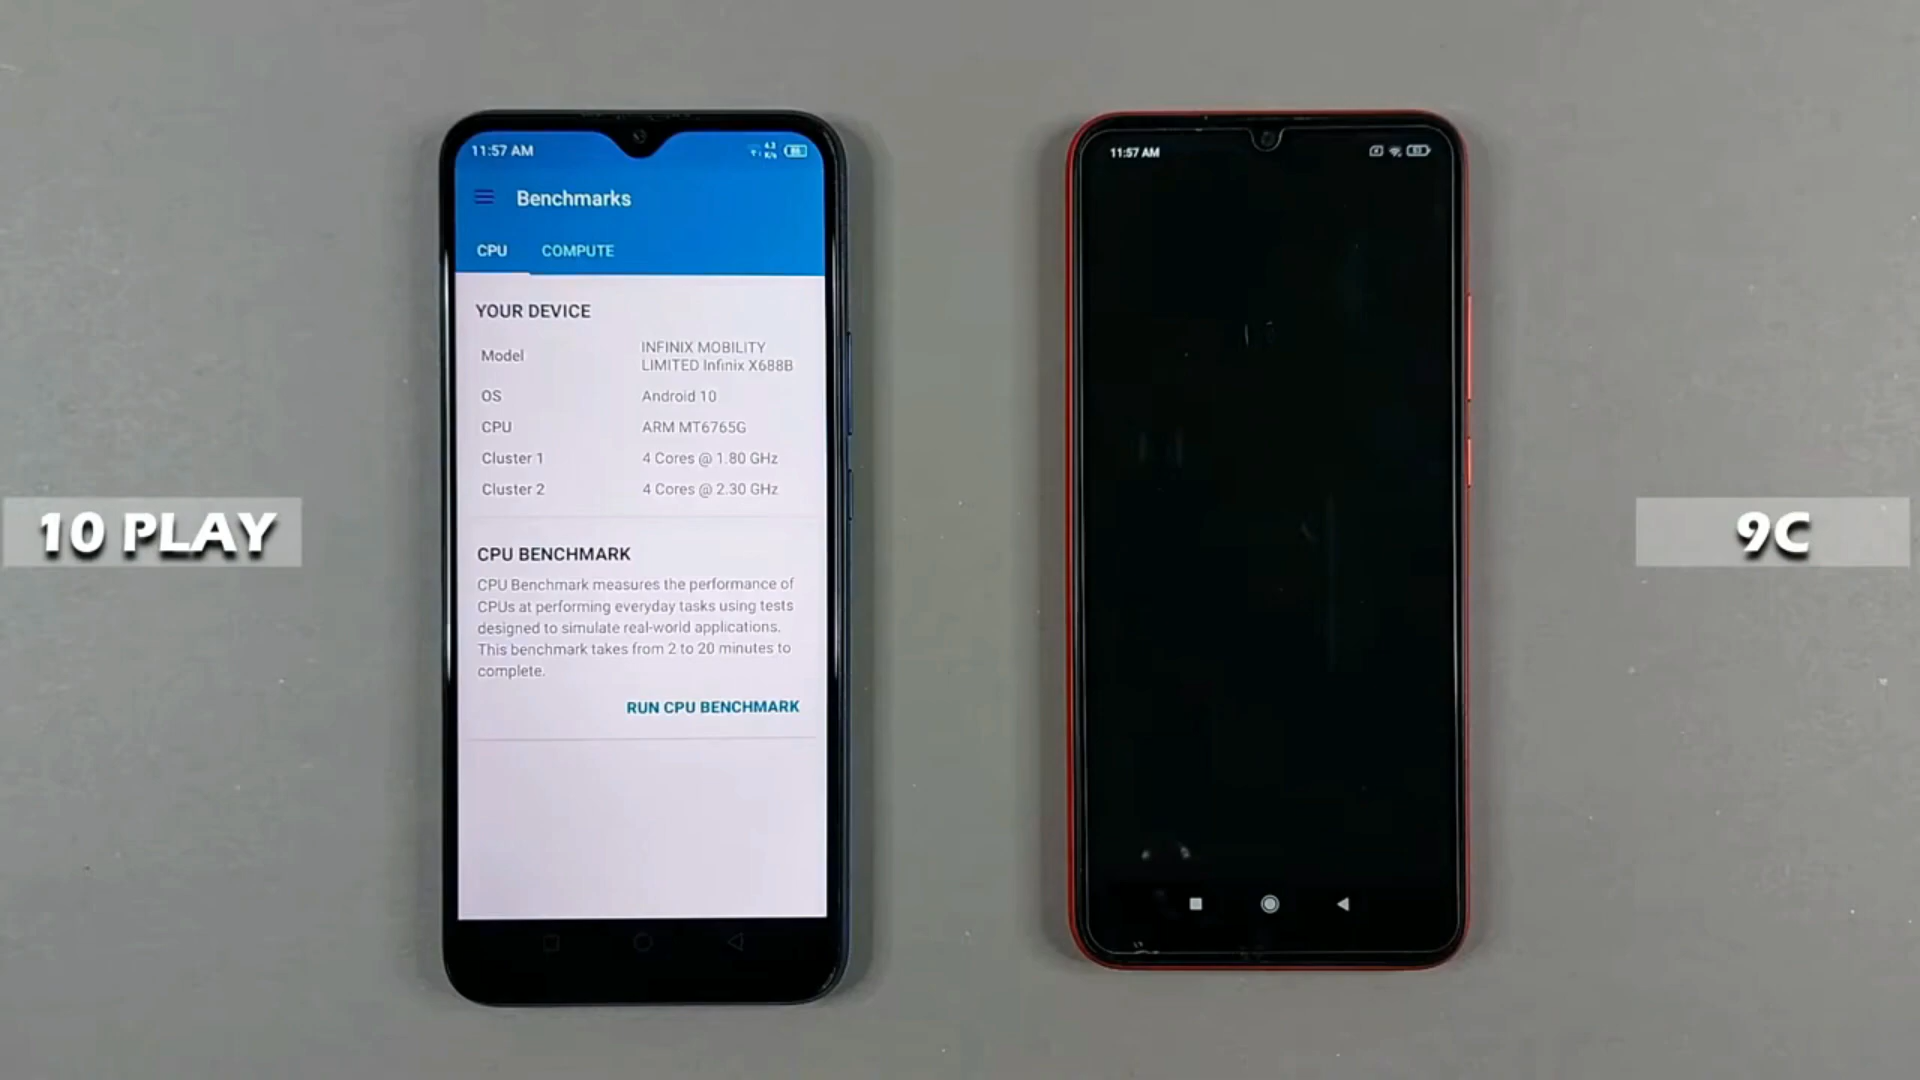 11:57 AM
Benchmarks
CPU COMPUTE
YOUR DEVICE
Model INFINIX MOBILITY
LIMITED Infinix X688B
OS Android 10
CPU ARM MT6765G
Cluster 1 4 Cores @ 1.80 GHz
Cluster 2 4 Cores @ 2.30 GHz
CPU BENCHMARK
CPU Benchmark measures the performance of
CPUs at performing everyday tasks using tests
designed to simulate real-world applications.
This benchmark takes from 2 to 20 minutes to
complete.
RUN CPU BENCHMARK
10 PLAY
11:57 AM
9C